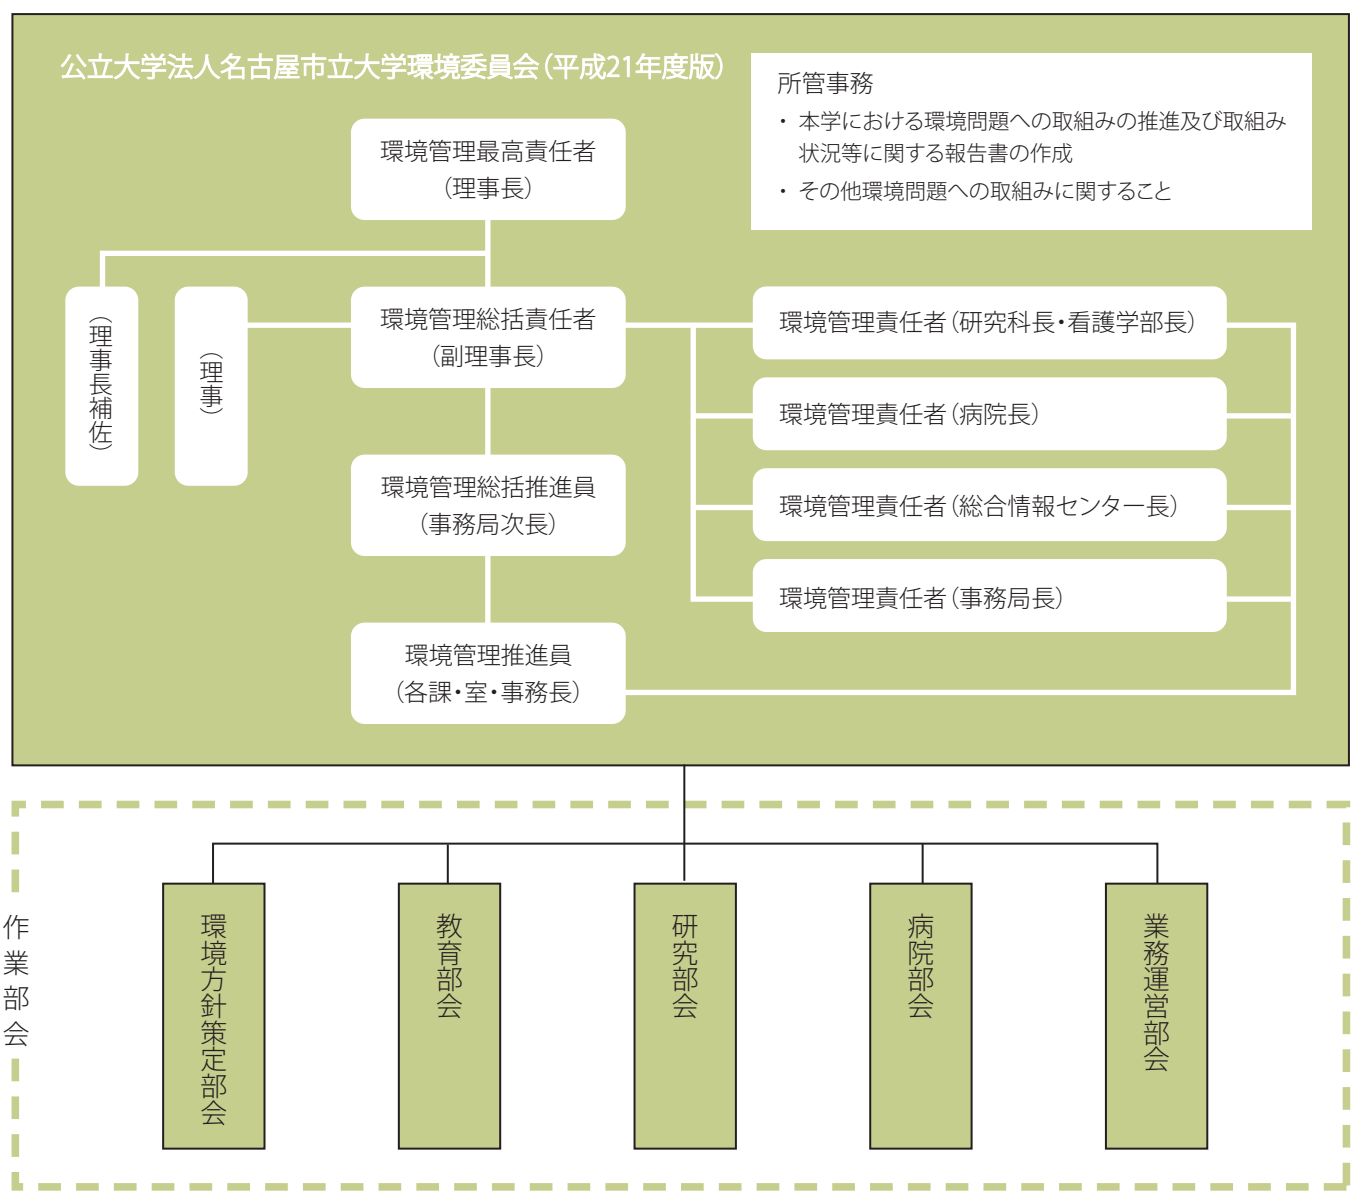 公立大学法人名古屋市立大学環境委員会（平成21年度版）
所管事務
・ 本学における環境問題への取組みの推進及び取組み
状況等に関する報告書の作成
・ その他環境問題への取組みに関すること
環境管理最高責任者
（理事長）
（理事長補佐）
（理事）
環境管理総括責任者
（副理事長）
環境管理総括推進員
（事務局次長）
環境管理推進員
（各課・室・事務長）
環境管理責任者（研究科長・看護学部長）
環境管理責任者（病院長）
環境管理責任者（総合情報センター長）
環境管理責任者（事務局長）
作業部会
環境方針策定部会
教育部会
研究部会
病院部会
業務運営部会